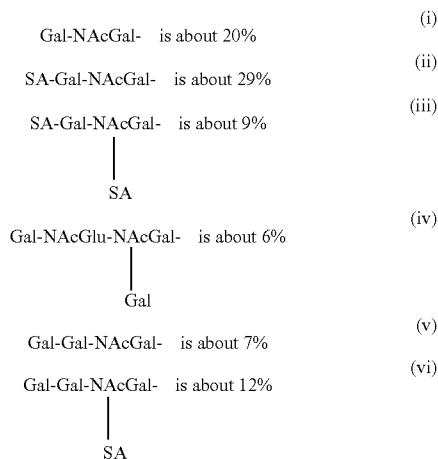 (i)
Gal-NAcGal- is about 20%
(ii)
SA-Gal-NAcGal- is about 29%
(iii)
SA-Gal-NAcGal- is about 9%
SA
(iv)
Gal-NAcGlu-NAcGal- is about 6%
Gal
(v)
Gal-Gal-NAcGal- is about 7%
(vi)
Gal-Gal-NAcGal- is about 12%
SA